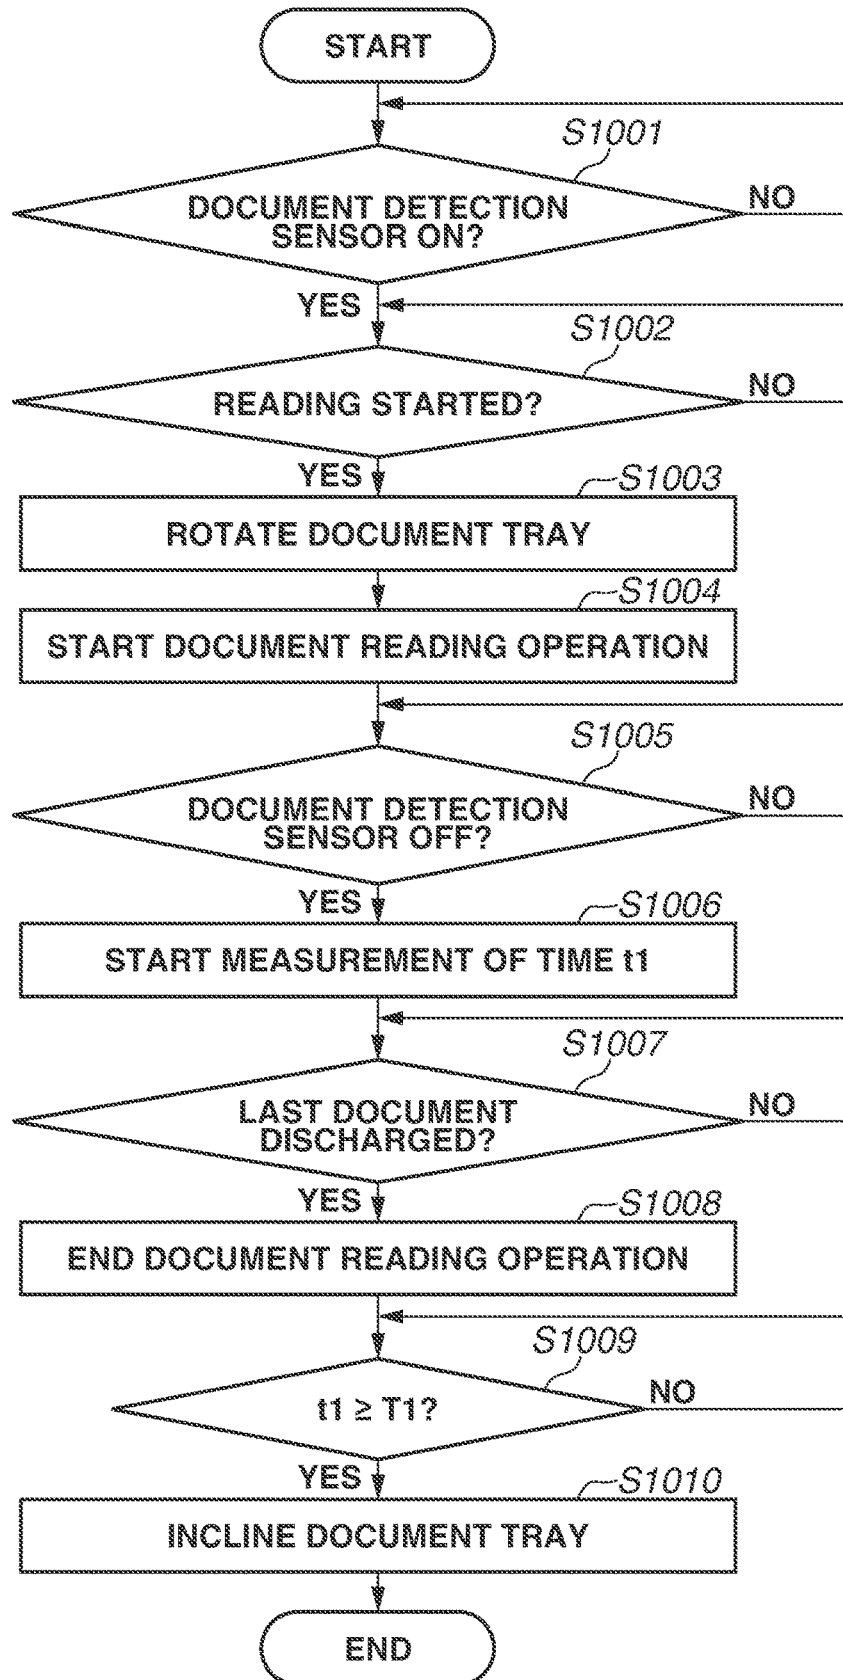 START
S1001
DOCUMENT DETECTION
SENSOR ON?
NO
YES
S1002
READING STARTED?
NO
YES
S1003
ROTATE DOCUMENT TRAY
S1004
START DOCUMENT READING OPERATION
S1005
DOCUMENT DETECTION
SENSOR OFF?
NO
YES
S1006
START MEASUREMENT OF TIME t1
S1007
LAST DOCUMENT
DISCHARGED?
NO
YES
S1008
END DOCUMENT READING OPERATION
S1009
t1 ≥ T1?
NO
YES
S1010
INCLINE DOCUMENT TRAY
END